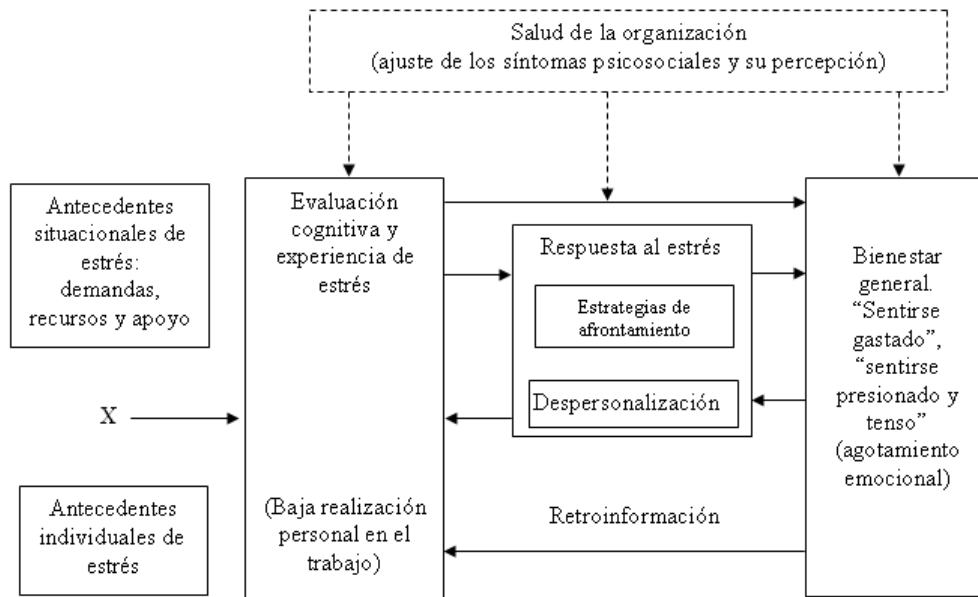 Salud de la organización
(ajuste de los síntomas psicosociales y su percepción)
Antecedentes
situacionales de
estrés:
demandas,
recursos y apoyo
X
Antecedentes
individuales de
estrés
Evaluación
cognitiva y
experiencia de
estrés
(Baja realización
personal en el
trabajo)
Respuesta al estrés
Estrategias de
afrontamiento
Despersonalización
Retroinformación
Bienestar
general.
“Sentirse
gastado”,
“sentirse
presionado y
tenso”
(agotamiento
emocional)